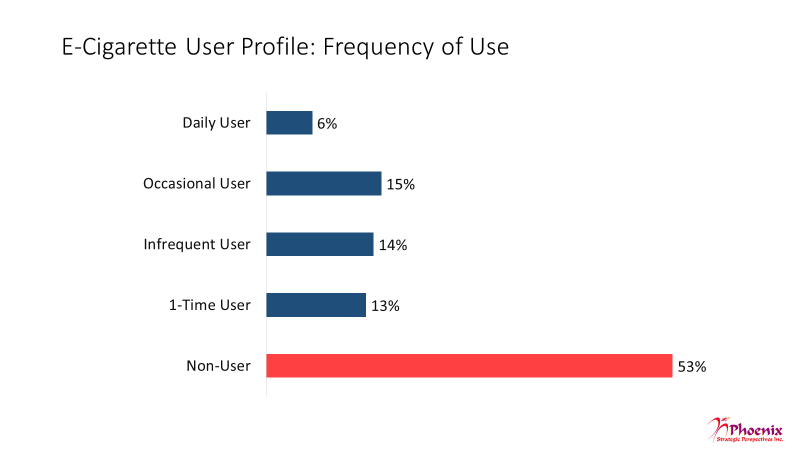 E-Cigarette User Profile: Frequency of Use
Daily User 6%
Occasional User 15%
Infrequent User 14%
1-Time User 13%
Non-User 53%
Phoenix
Strategic Perspectives Inc.